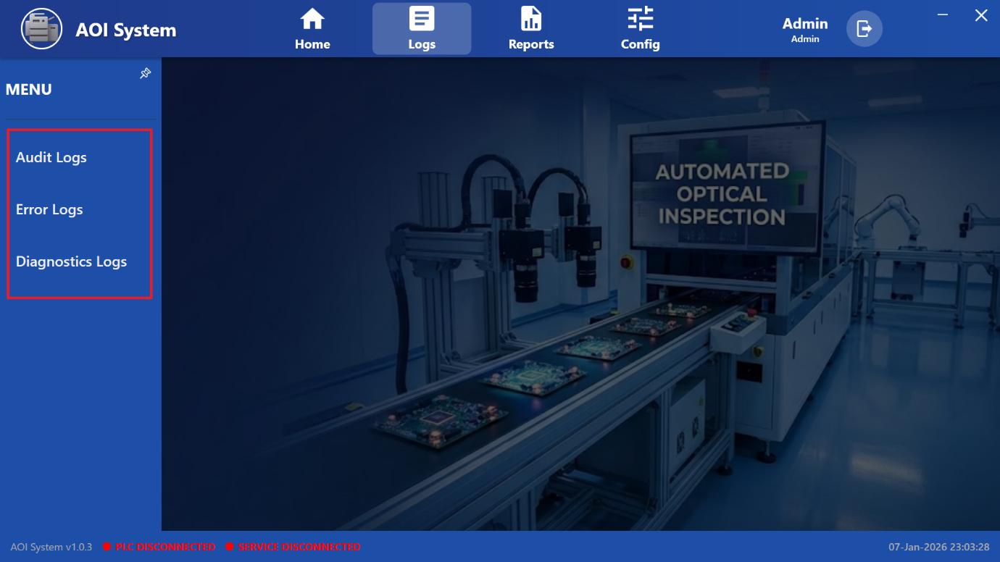 AOI System
Home
Logs
Reports
Config
Admin
Admin
MENU
Audit Logs
Error Logs
Diagnostics Logs
AUTOMATED
OPTICAL
INSPECTION
AOI System v1.0.3
PLC DISCONNECTED
SERVICE DISCONNECTED
07-Jan-2026 23:03:28